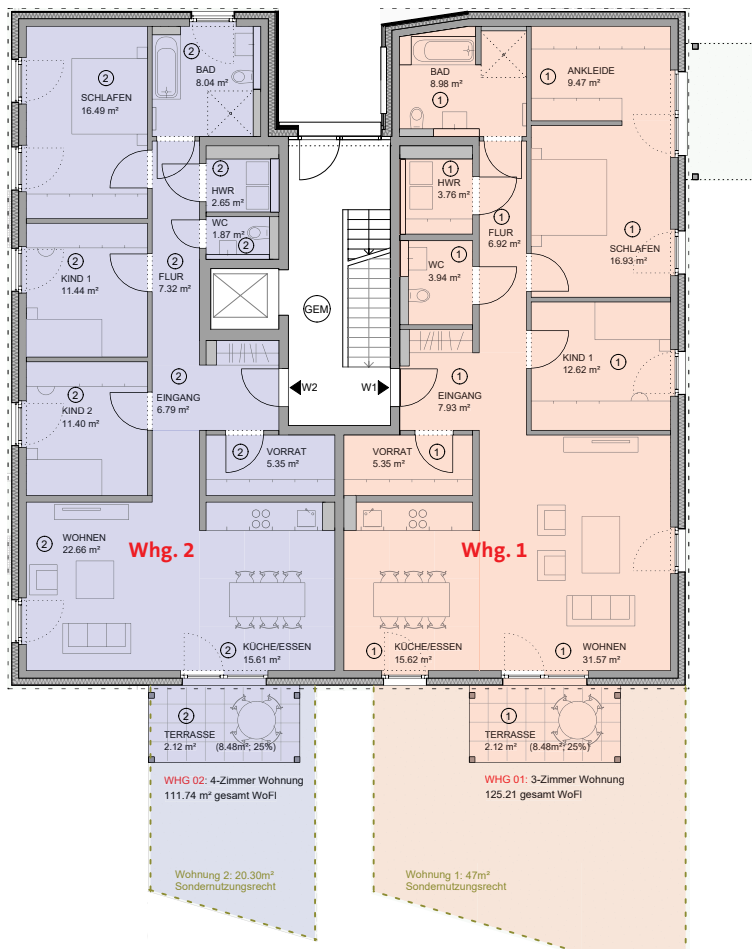 2
BAD
8.04 m²
2
SCHLAFEN
16.49 m²
2
HWR
2.65 m²
WC
1.87 m²
2
2
KIND 1
11.44 m²
2
FLUR
7.32 m²
2
KIND 2
11.40 m²
2
EINGANG
6.79 m²
2
VORRAT
5.35 m²
2
WOHNEN
22.66 m²
Whg. 2
2
KÜCHE/ESSEN
15.61 m²
2
TERRASSE
2.12 m² (8.48m²; 25%)
WHG 02: 4-Zimmer Wohnung
111.74 m² gesamt WoFl
Wohnung 2: 20.30m²
Sondernutzungsrecht
GEM
W2
W1
BAD
8.98 m²
1
1
ANKLEIDE
9.47 m²
1
HWR
3.76 m²
1
FLUR
6.92 m²
1
SCHLAFEN
16.93 m²
1
WC
3.94 m²
KIND 1
12.62 m²
1
1
EINGANG
7.93 m²
VORRAT
5.35 m²
1
Whg. 1
1
KÜCHE/ESSEN
15.62 m²
1
WOHNEN
31.57 m²
1
TERRASSE
2.12 m² (8.48m²; 25%)
WHG 01: 3-Zimmer Wohnung
125.21 gesamt WoFl
Wohnung 1: 47m²
Sondernutzungsrecht